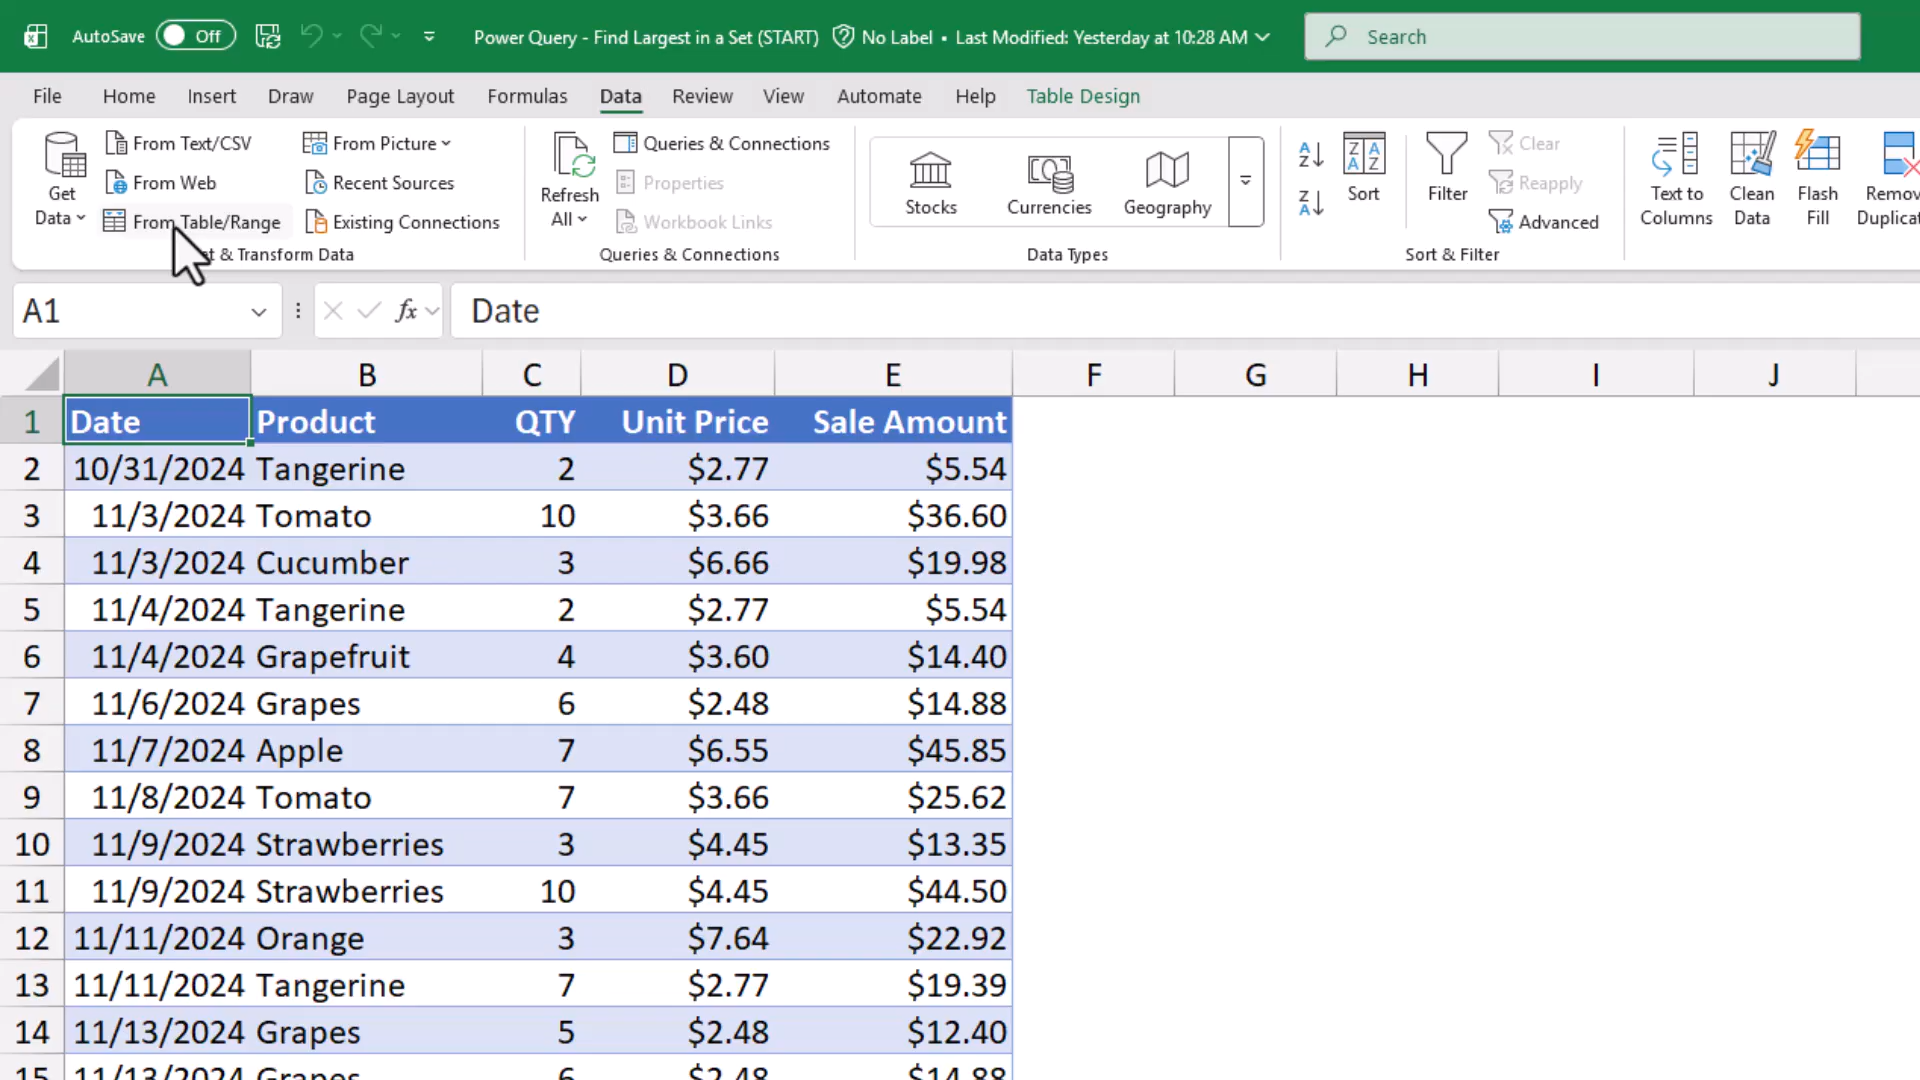 AutoSave Off Power Query - Find Largest in a Set (START) No Label • Last Modified: Yesterday at 10:28 AM Search
File Home Insert Draw Page Layout Formulas Data Review View Automate Help Table Design
Get Data
From Text/CSV
From Web
From Table/Range
From Picture
Recent Sources
Existing Connections
& Transform Data
Refresh All
Queries & Connections
Properties
Workbook Links
Queries & Connections
Stocks
Currencies
Geography
Data Types
Sort
Filter
Clear
Reapply
Advanced
Sort & Filter
Text to Columns
Clean Data
Flash Fill
A1 fx Date
A B C D E F G H I J
1 Date Product QTY Unit Price Sale Amount
2 10/31/2024 Tangerine 2 $2.77 $5.54
3 11/3/2024 Tomato 10 $3.66 $36.60
4 11/3/2024 Cucumber 3 $6.66 $19.98
5 11/4/2024 Tangerine 2 $2.77 $5.54
6 11/4/2024 Grapefruit 4 $3.60 $14.40
7 11/6/2024 Grapes 6 $2.48 $14.88
8 11/7/2024 Apple 7 $6.55 $45.85
9 11/8/2024 Tomato 7 $3.66 $25.62
10 11/9/2024 Strawberries 3 $4.45 $13.35
11 11/9/2024 Strawberries 10 $4.45 $44.50
12 11/11/2024 Orange 3 $7.64 $22.92
13 11/11/2024 Tangerine 7 $2.77 $19.39
14 11/13/2024 Grapes 5 $2.48 $12.40
15 11/13/2024 Grapes 6 $2.48 $14.88